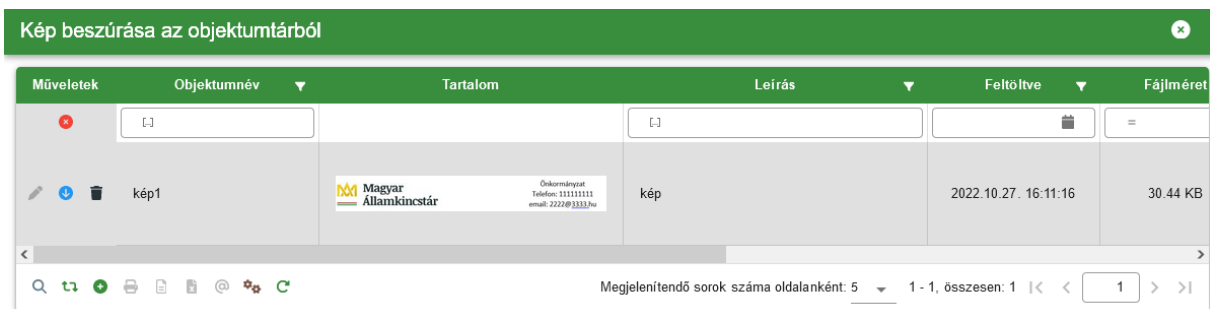 Kép beszúrása az objektumtárból
Műveletek Objektumnév Tartalom Leírás Feltöltve Fájlméret
[..] [..] =
kép1 Magyar Államkincstár Önkormányzat Telefon: 111111111 email: 2222@3333.hu kép 2022.10.27. 16:11:16 30.44 KB
Megjelenítendő sorok száma oldalanként: 5 1 - 1, összesen: 1 |< < 1 > >|